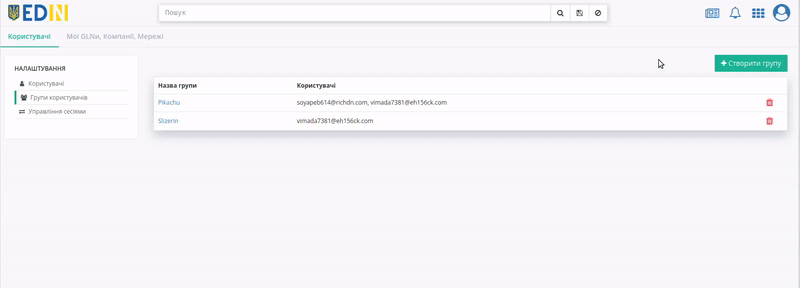 EDIN
Пошук
Користувачі
Мої GLNи, Компанії, Мережі
НАЛАШТУВАННЯ
Користувачі
Групи користувачів
Управління сесіями
Створити групу
Назва групи Користувачі
Pikachu soyapeb614@richdn.com, vimada7381@eh156ck.com
Slizerin vimada7381@eh156ck.com